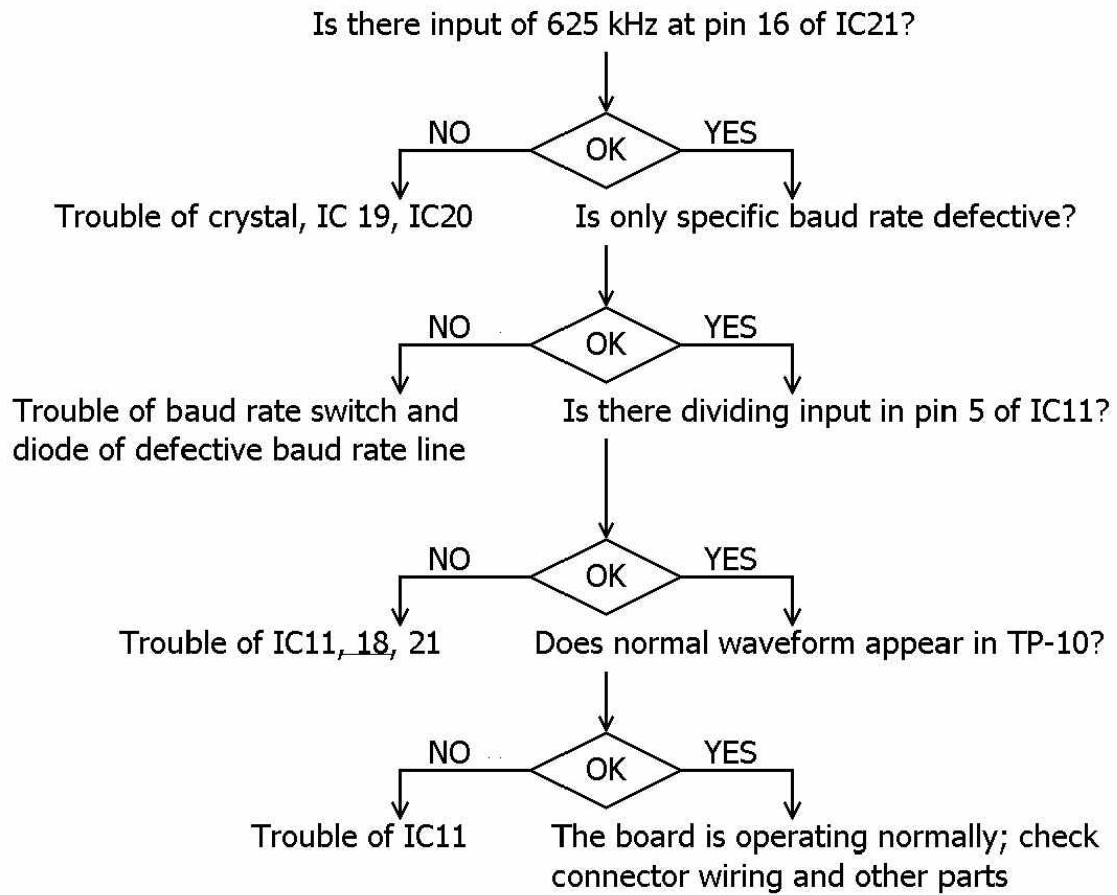 Is there input of 625 kHz at pin 16 of IC21?
NO
OK
YES
Trouble of crystal, IC 19, IC20
Is only specific baud rate defective?
NO
OK
YES
Trouble of baud rate switch and
diode of defective baud rate line
Is there dividing input in pin 5 of IC11?
NO
OK
YES
Trouble of IC11, 18, 21
Does normal waveform appear in TP-10?
NO
OK
YES
Trouble of IC11
The board is operating normally; check
connector wiring and other parts